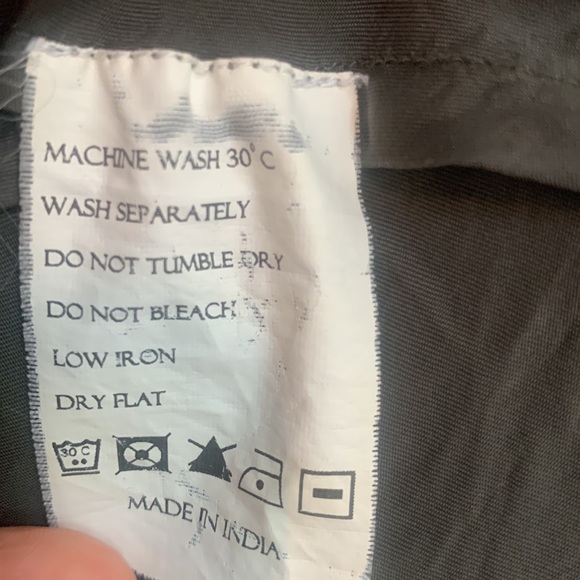 MACHINE WASH 30°C
WASH SEPARATELY
DO NOT TUMBLE DRY
DO NOT BLEACH
LOW IRON
DRY FLAT
30 C
MADE IN INDIA